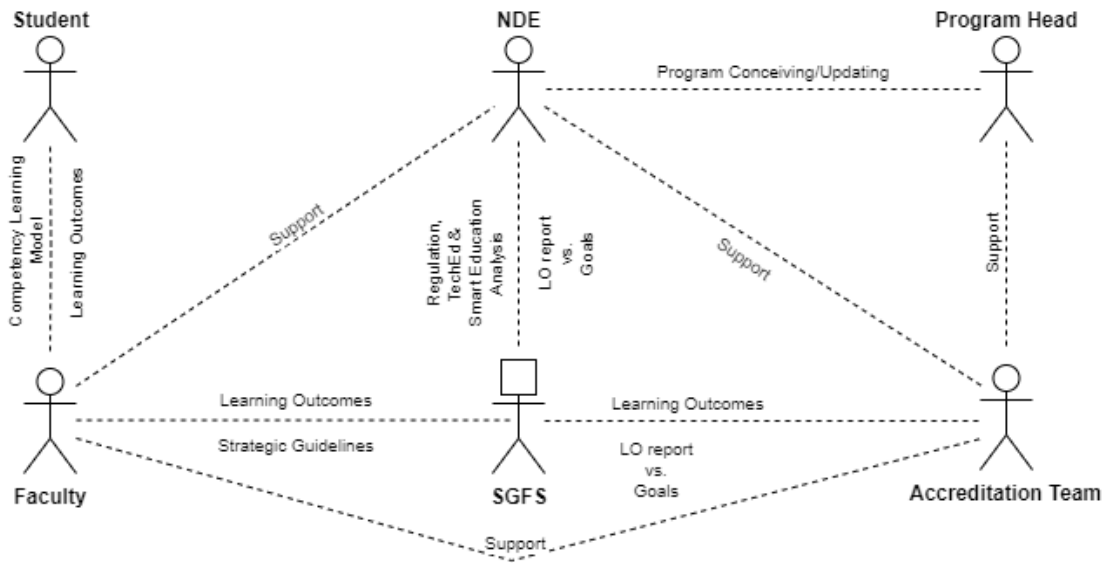 Student
NDE
Program Head
Program Conceiving/Updating
Competency Learning
Model
Learning Outcomes
Support
Regulation,
TechEd &
Smart Education
Analysis
LO report
vs.
Goals
Support
Support
Learning Outcomes
Strategic Guidelines
Learning Outcomes
LO report
vs.
Goals
Faculty
SGFS
Accreditation Team
Support